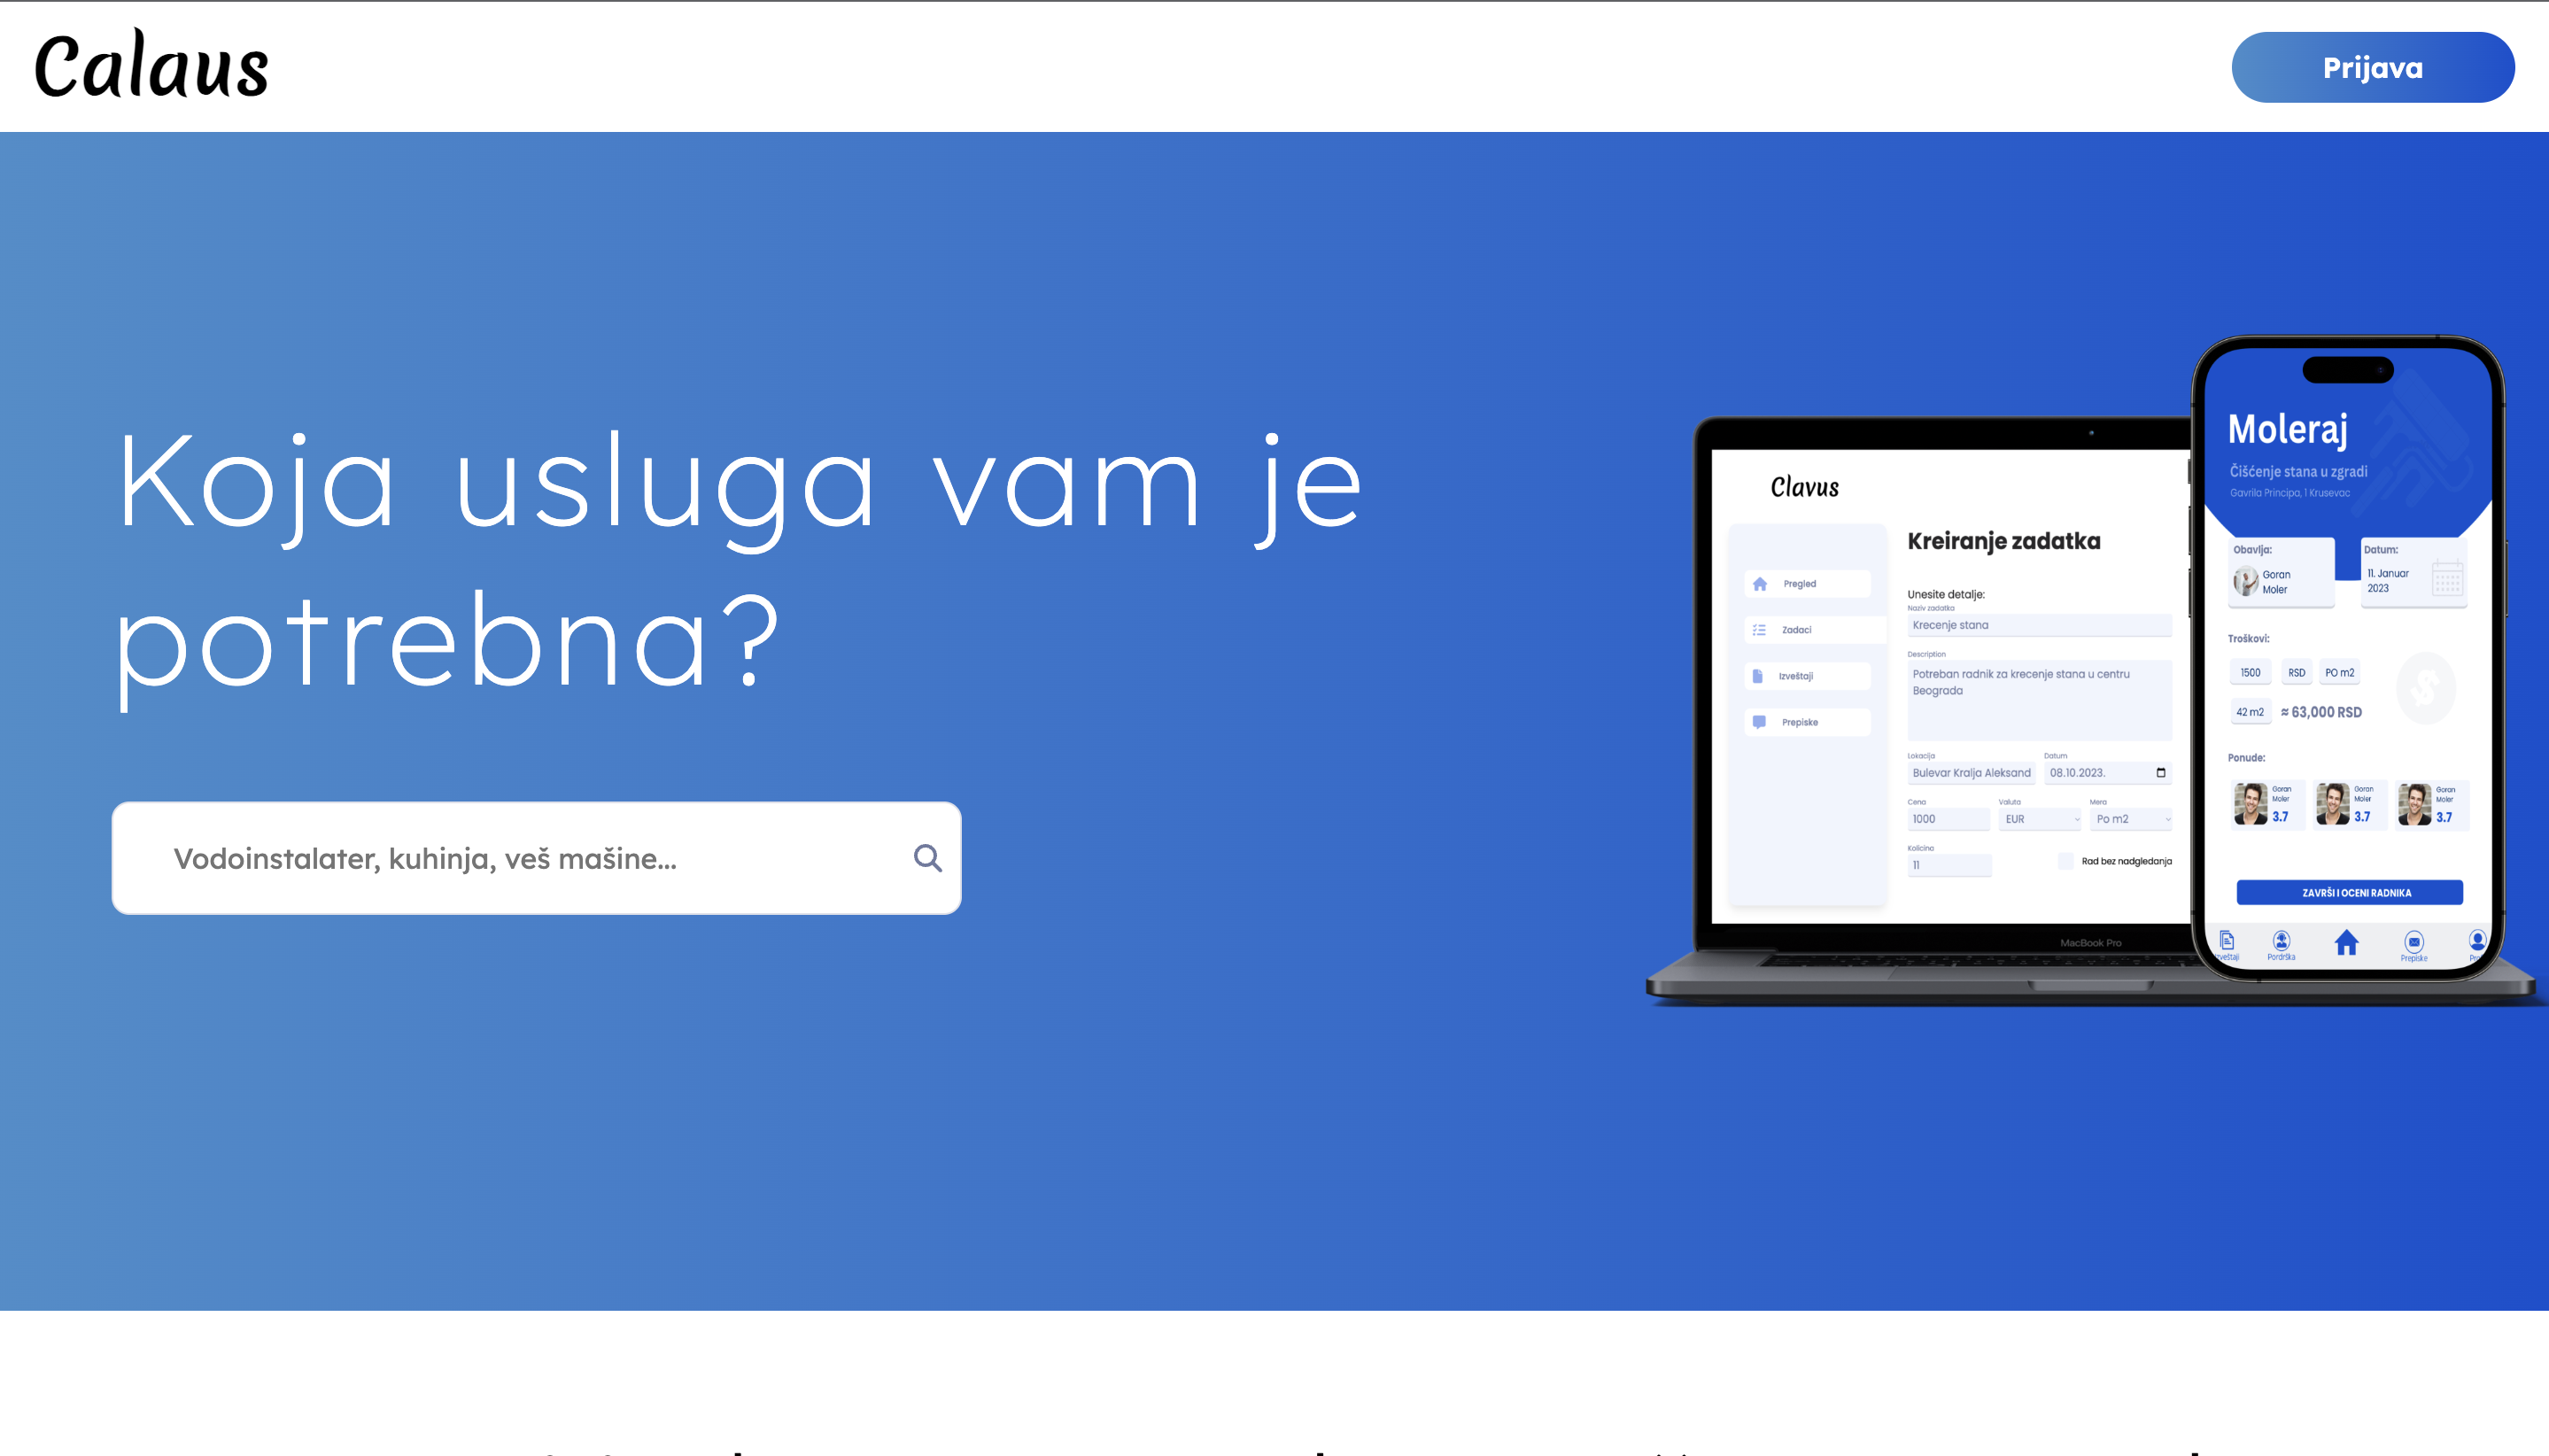 Calaus
Prijava
Koja usluga vam je
potrebna?
Vodoinstalater, kuhinja, veš mašine...
Clavus
Pregled
Zadaci
Izveštaji
Prepiske
Kreiranje zadatka
Unesite detalje:
Naziv zadatka
Krecenje stana
Description
Potreban radnik za krecenje stana u centru
Beograda
Lokacija
Datum
Bulevar Kralja Aleksand
08.10.2023.
Cena
Valuta
Mera
1000
EUR
Po m2
Kolicina
11
Rad bez nadgledanja
MacBook Pro
Moleraj
Čišćenje stana u zgradi
Gavrila Principa, 1 Krusevac
Obavlja:
Goran
Moler
Datum:
11. Januar
2023
Troškovi:
1500 RSD PO m2
42 m2 ≈ 63,000 RSD
Ponude:
Goran
Moler
3.7
Goran
Moler
3.7
Goran
Moler
3.7
ZAVRŠI I OCENI RADNIKA
Izveštaji
Pordrška
Prepiske